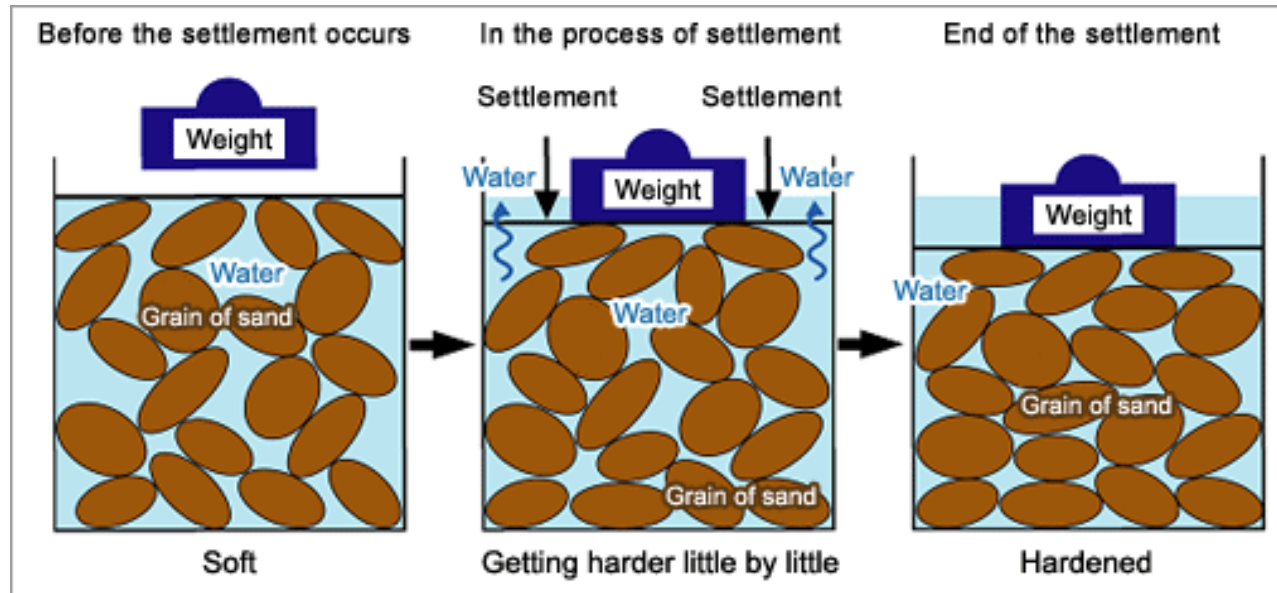 Before the settlement occurs
In the process of settlement
End of the settlement
Settlement
Settlement
Weight
Water
Weight
Water
Weight
Water
Grain of sand
Water
Grain of sand
Water
Grain of sand
Soft
Getting harder little by little
Hardened